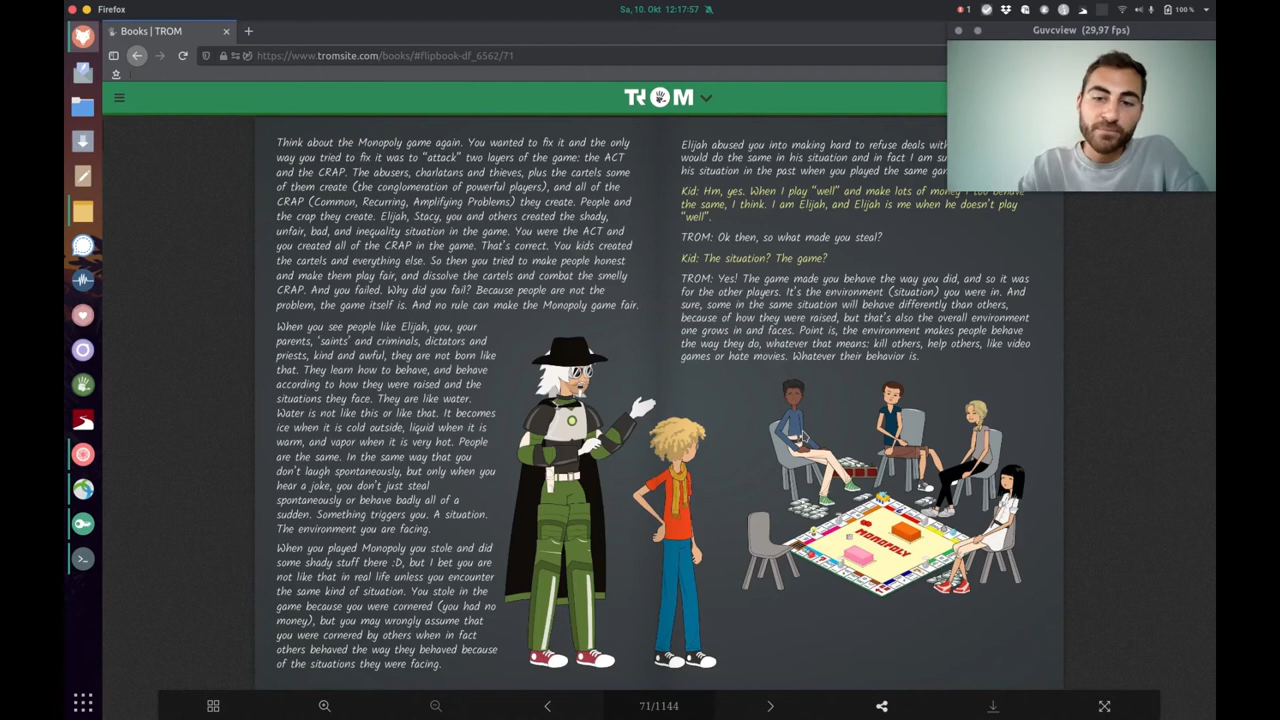 Firefox
Sa, 10. Okt 12:17:57
1
100 %
Books | TROM
Guvcview (29,97 fps)
https://www.tromsite.com/books/#flipbook-df_6562/71
TROM
Think about the Monopoly game again. You wanted to fix it and the only
way you tried to fix it was to "attack" two layers of the game: the ACT
and the CRAP. The abusers, charlatans and thieves, plus the cartels some
of them create (the conglomeration of powerful players), and all of the
CRAP (Common, Recurring, Amplifying Problems) they create. People and
the crap they create. Elijah, Stacy, you and others created the shady,
unfair, bad, and inequality situation in the game. You were the ACT and
you created all of the CRAP in the game. That's correct. You kids created
the cartels and everything else. So then you tried to make people honest
and make them play fair, and dissolve the cartels and combat the smelly
CRAP. And you failed. Why did you fail? Because people are not the
problem, the game itself is. And no rule can make the Monopoly game fair.
When you see people like Elijah, you, your
parents, 'saints' and criminals, dictators and
priests, kind and awful, they are not born like
that. They learn how to behave, and behave
according to how they were raised and the
situations they face. They are like water.
Water is not like this or like that. It becomes
ice when it is cold outside, liquid when it is
warm, and vapor when it is very hot. People
are the same. In the same way that you
don't laugh spontaneously, but only when you
hear a joke, you don't just steal
spontaneously or behave badly all of a
sudden. Something triggers you. A situation.
The environment you are facing.
When you played Monopoly you stole and did
some shady stuff there :D, but I bet you are
not like that in real life unless you encounter
the same kind of situation. You stole in the
game because you were cornered (you had no
money), but you may wrongly assume that
you were cornered by others when in fact
others behaved the way they behaved because
of the situations they were facing.
Elijah abused you into making hard to refuse deals with
would do the same in his situation and in fact I am su
his situation in the past when you played the same gam
Kid: Hm, yes. When I play "well" and make lots of money I too behave
the same, I think. I am Elijah, and Elijah is me when he doesn't play
"well".
TROM: Ok then, so what made you steal?
Kid: The situation? The game?
TROM: Yes! The game made you behave the way you did, and so it was
for the other players. It's the environment (situation) you were in. And
sure, some in the same situation will behave differently than others,
because of how they were raised, but that's also the overall environment
one grows in and faces. Point is, the environment makes people behave
the way they do, whatever that means: kill others, help others, like video
games or hate movies. Whatever their behavior is.
MONOPOLY
71/1144